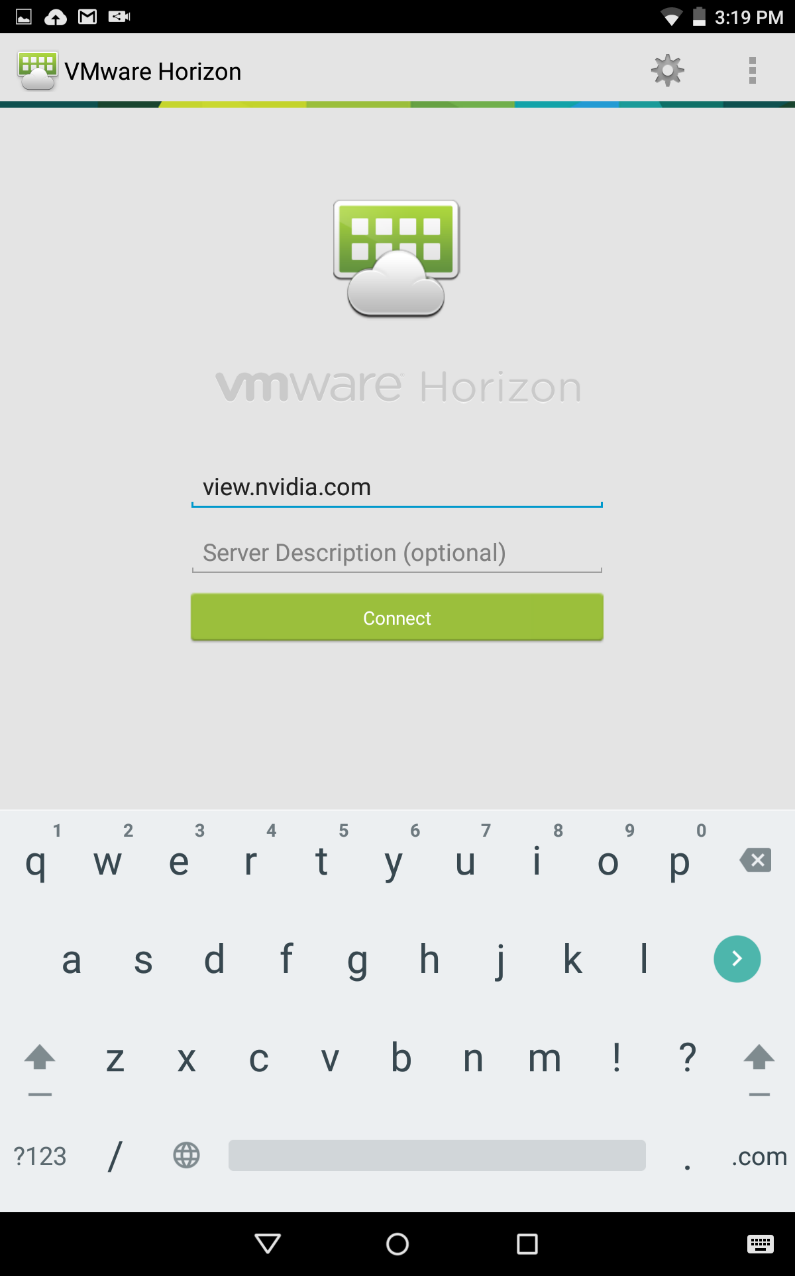 3:19 PM
VMware Horizon
vmware Horizon
view.nvidia.com
Server Description (optional)
Connect
1 2 3 4 5 6 7 8 9 0
q w e r t y u i o p
a s d f g h j k l
z x c v b n m ! ?
?123 / . .com